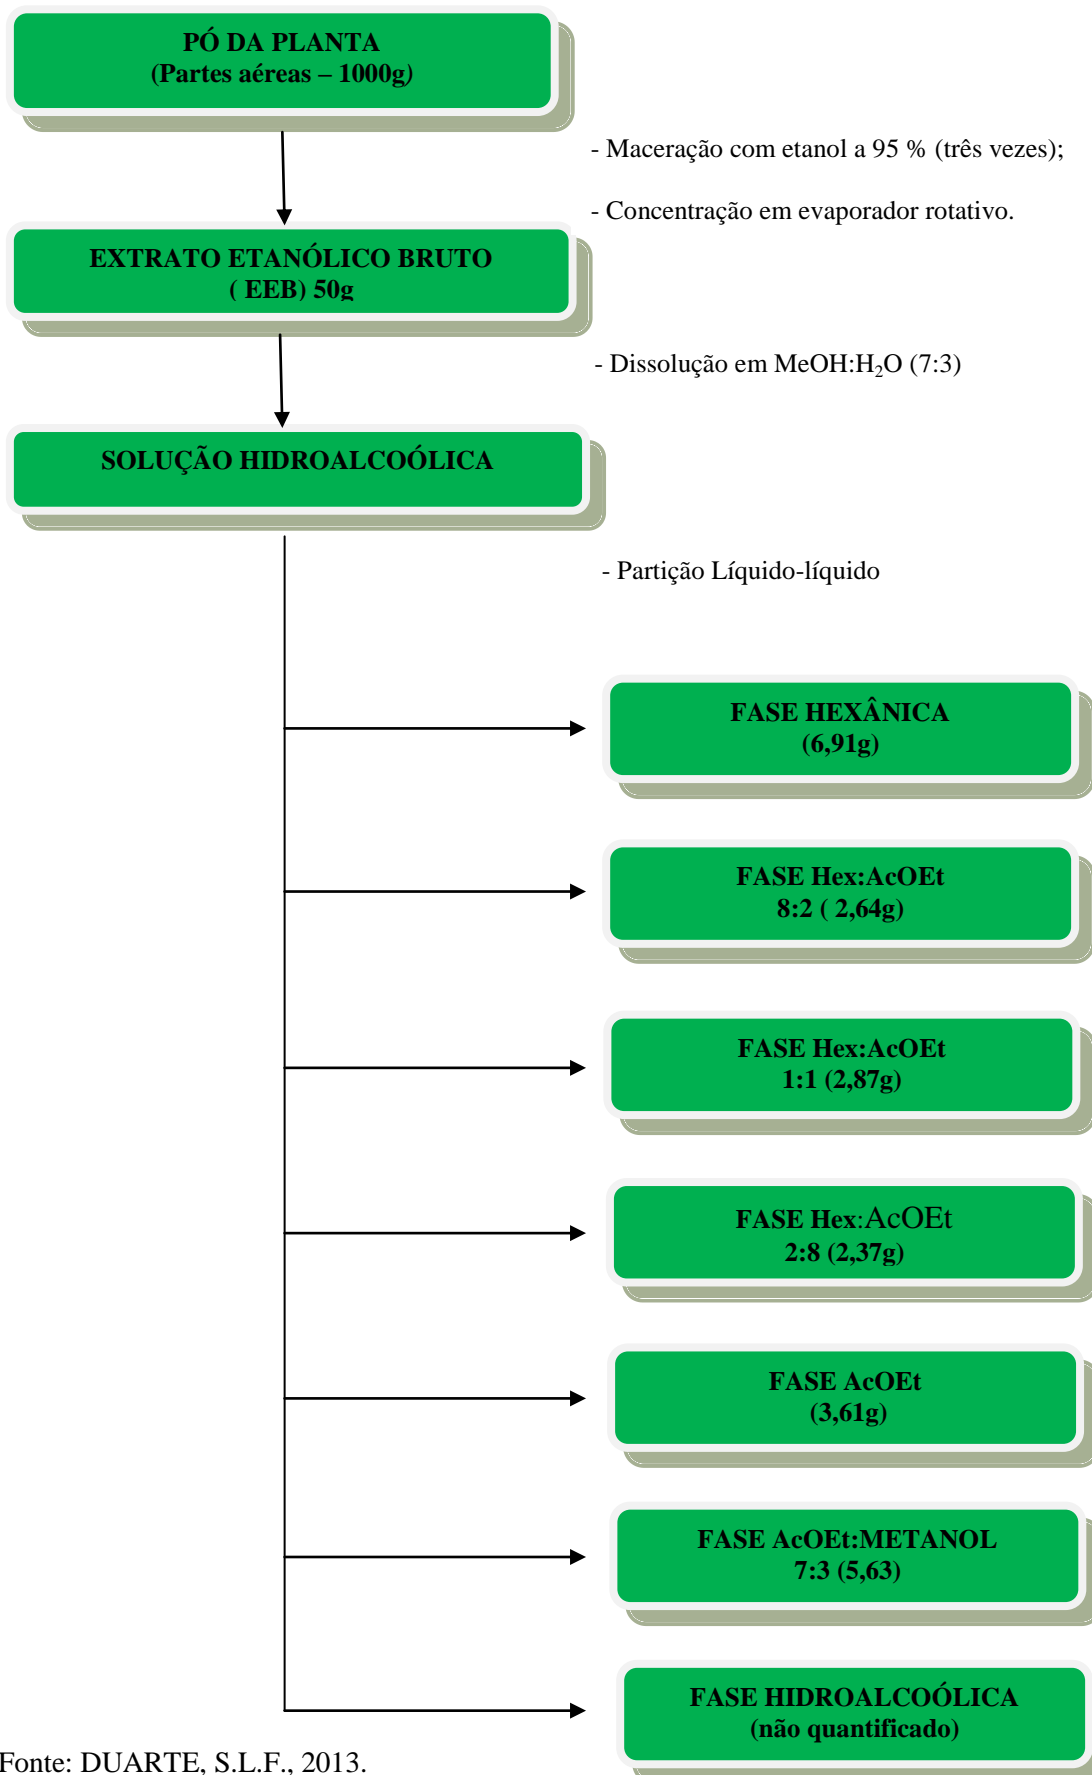 PÓ DA PLANTA
(Partes aéreas – 1000g)
- Maceração com etanol a 95 % (três vezes);
- Concentração em evaporador rotativo.
EXTRATO ETANÓLICO BRUTO
( EEB) 50g
- Dissolução em MeOH:H₂O (7:3)
SOLUÇÃO HIDROALCOÓLICA
- Partição Líquido-líquido
FASE HEXÂNICA
(6,91g)
FASE Hex:AcOEt
8:2 ( 2,64g)
FASE Hex:AcOEt
1:1 (2,87g)
FASE Hex:AcOEt
2:8 (2,37g)
FASE AcOEt
(3,61g)
FASE AcOEt:METANOL
7:3 (5,63)
FASE HIDROALCOÓLICA
(não quantificado)
Fonte: DUARTE, S.L.F., 2013.